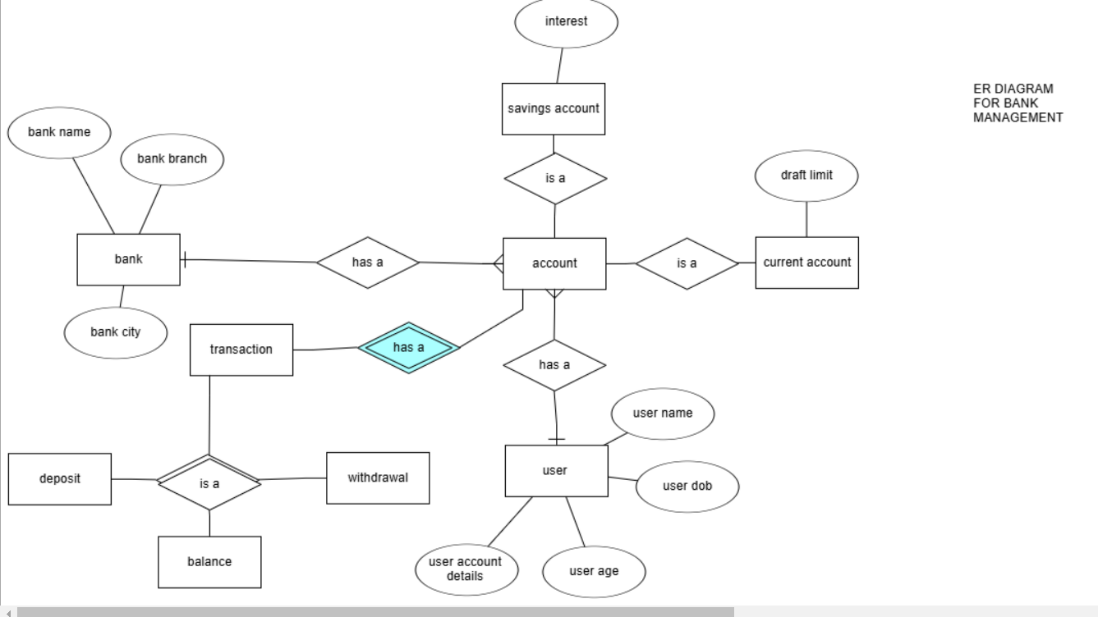 interest
savings account
ER DIAGRAM
FOR BANK
MANAGEMENT
bank name
bank branch
is a
draft limit
bank
has a
account
is a
current account
bank city
transaction
has a
has a
user name
deposit
is a
withdrawal
user
user dob
balance
user account
details
user age